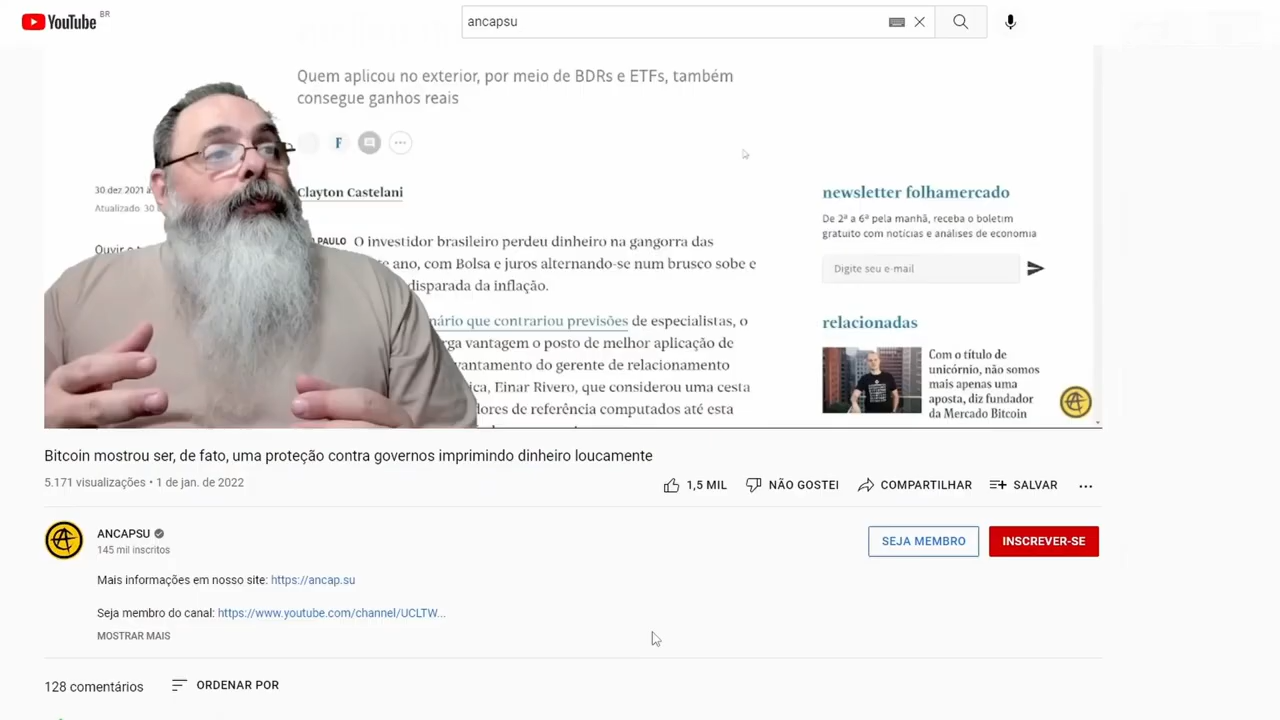 YouTube BR
ancapsu
Quem aplicou no exterior, por meio de BDRs e ETFs, também
consegue ganhos reais
F
30 dez 2021
Atualizado 30
Clayton Castelani
Ouvir o
PAULO O investidor brasileiro perdeu dinheiro na gangorra das
te ano, com Bolsa e juros alternando-se num brusco sobe e
disparada da inflação.
nário que contrariou previsões de especialistas, o
rga vantagem o posto de melhor aplicação de
vantamento do gerente de relacionamento
ica, Einar Rivero, que considerou uma cesta
dores de referência computados até esta
newsletter folhamercado
De 2ª a 6ª pela manhã, receba o boletim
gratuito com notícias e análises de economia
Digite seu e-mail
relacionadas
Com o título de
unicórnio, não somos
mais apenas uma
aposta, diz fundador
da Mercado Bitcoin
Bitcoin mostrou ser, de fato, uma proteção contra governos imprimindo dinheiro loucamente
5.171 visualizações • 1 de jan. de 2022
1,5 MIL NÃO GOSTEI COMPARTILHAR SALVAR
ANCAPSU
145 mil inscritos
SEJA MEMBRO INSCREVER-SE
Mais informações em nosso site: https://ancap.su
Seja membro do canal: https://www.youtube.com/channel/UCLTW...
MOSTRAR MAIS
128 comentários ORDENAR POR